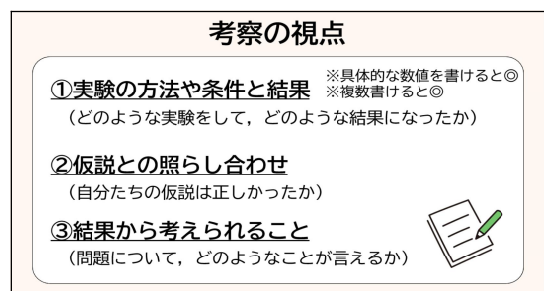 考察の視点
①実験の方法や条件と結果
※具体的な数値を書けると◎
※複数書けると◎
（どのような実験をして，どのような結果になったか）
②仮説との照らし合わせ
（自分たちの仮説は正しかったか）
③結果から考えられること
（問題について，どのようなことが言えるか）